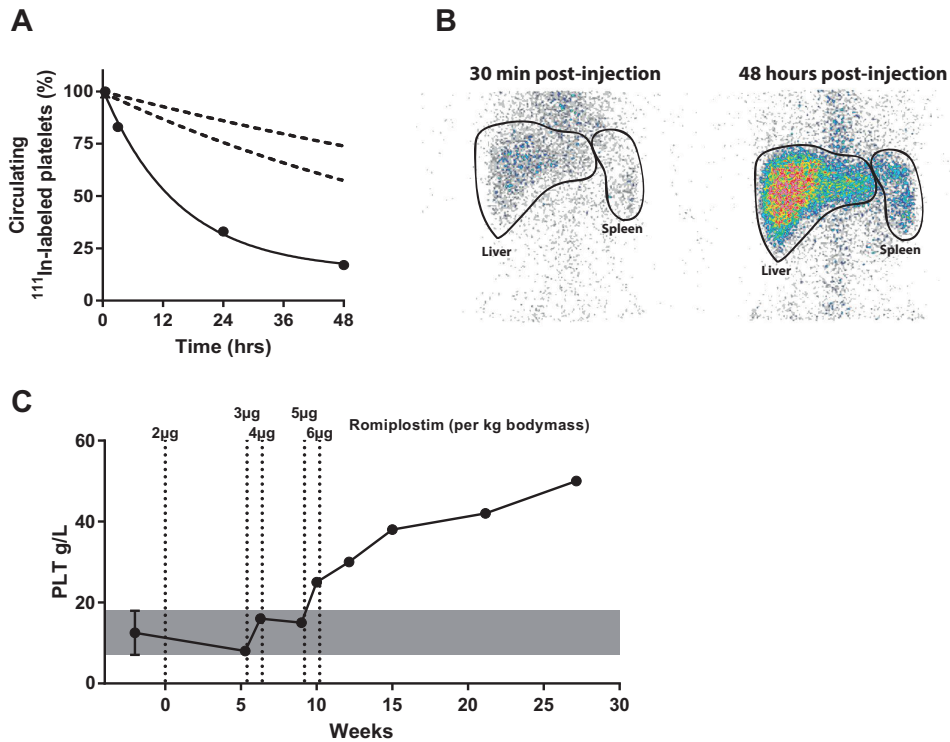 A
Circulating
¹¹¹In-labeled platelets (%)
100
75
50
25
0
0 12 24 36 48
Time (hrs)
B
30 min post-injection
48 hours post-injection
Liver
Spleen
Liver
Spleen
C
3µg 5µg
2µg 4µg 6µg Romiplostim (per kg bodymass)
PLT g/L
60
40
20
0
0 5 10 15 20 25 30
Weeks